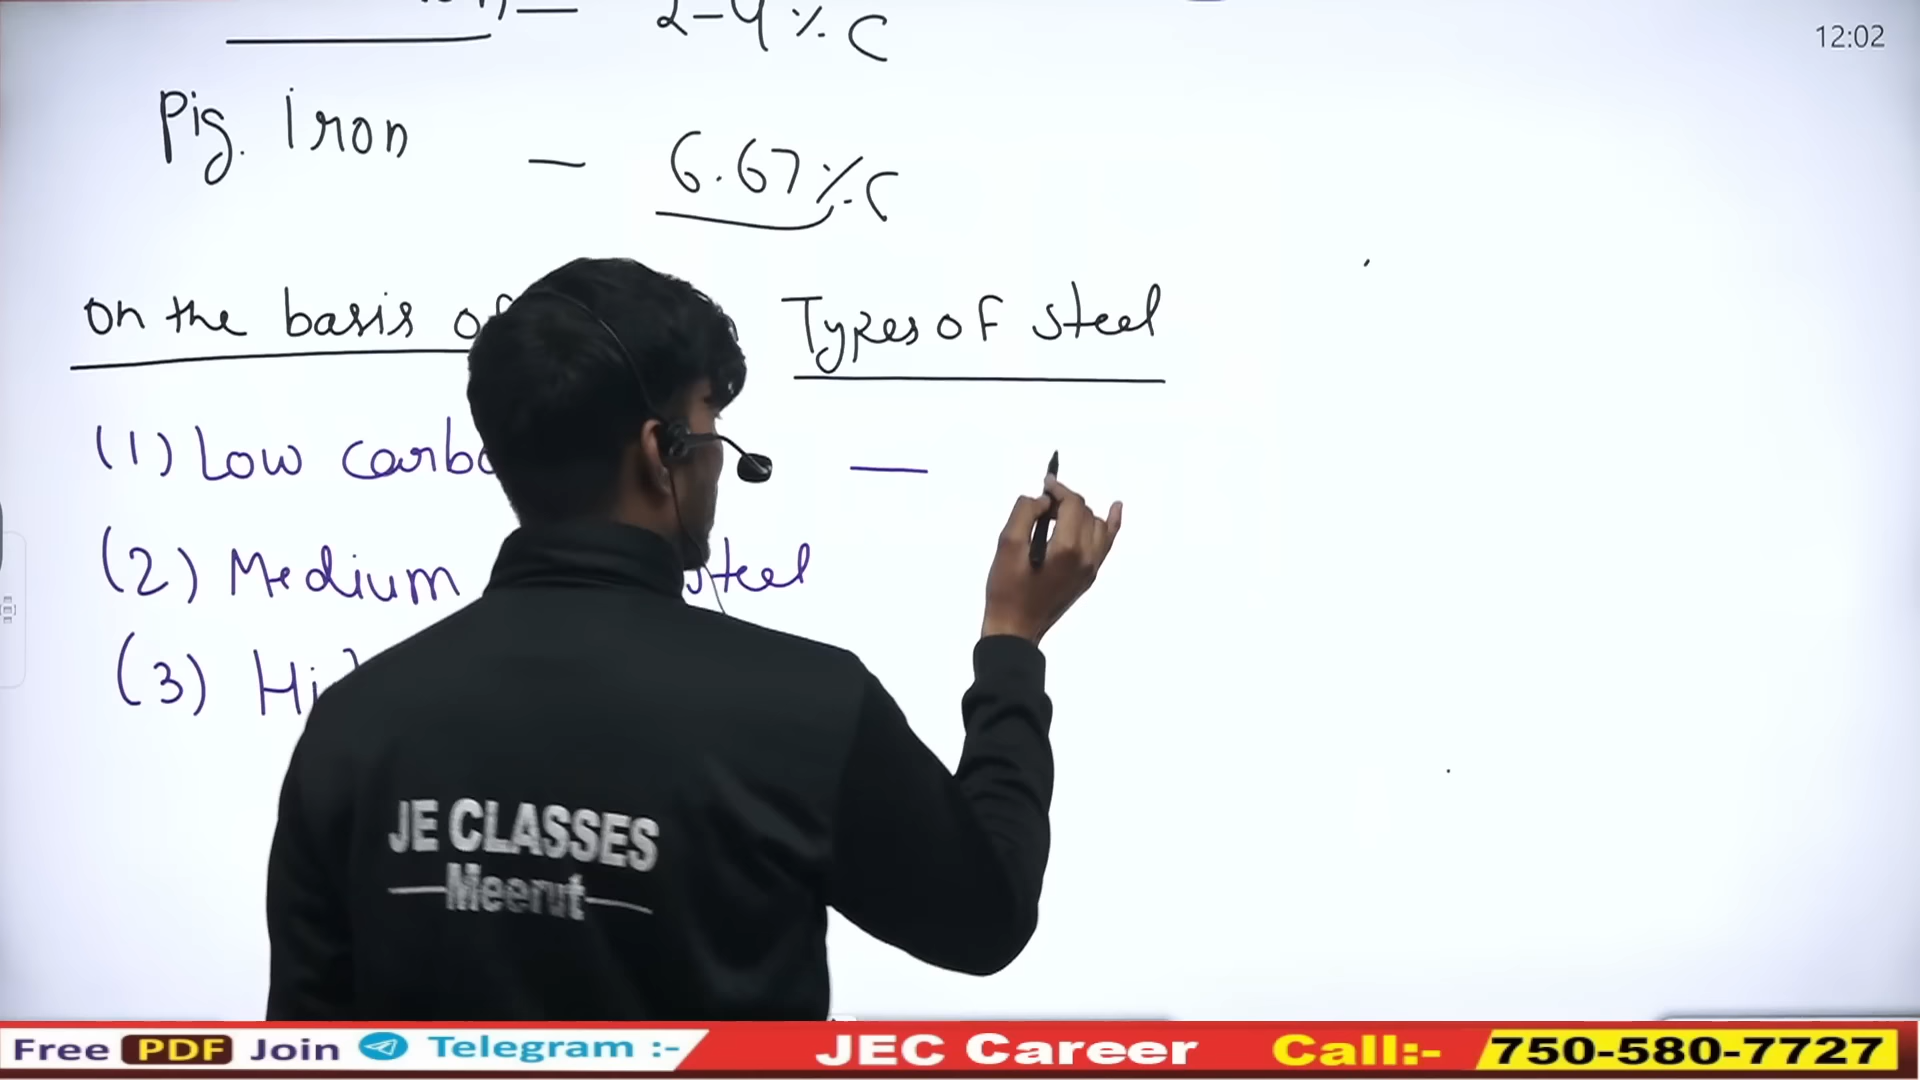 2-4% C
12:02
Pig. Iron - 6.67% C
on the basis of Types of steel
(1) Low carbo —
(2) Medium steel
(3) Hi
JE CLASSES
Meerut
Free PDF Join Telegram :- JEC Career Call:- 750-580-7727